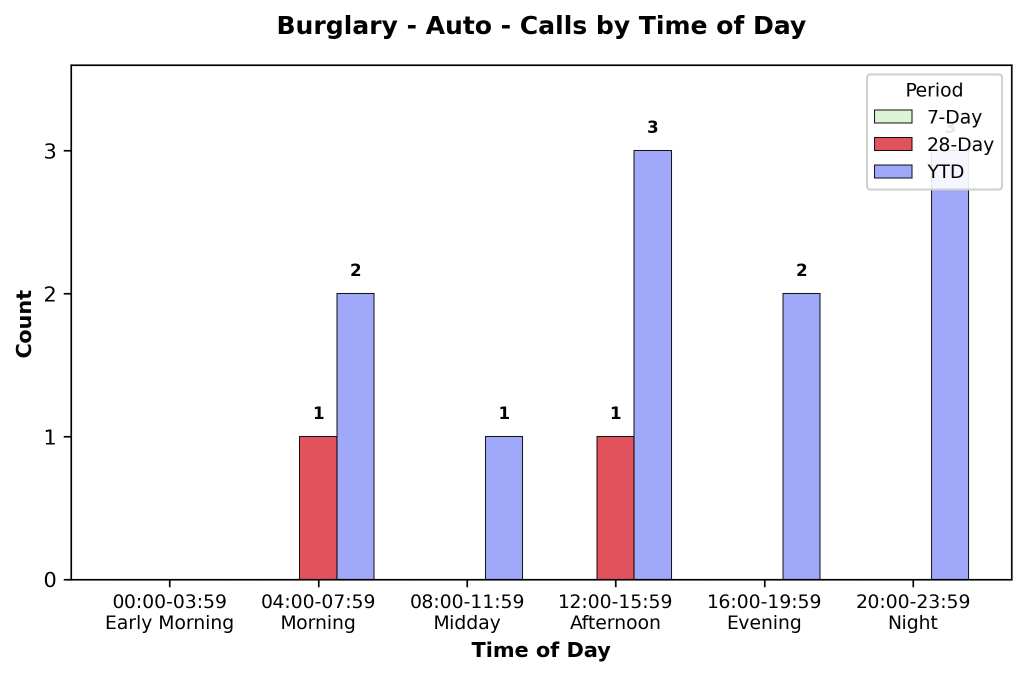 Burglary - Auto - Calls by Time of Day
Period
7-Day
28-Day
YTD
3
3
2
2
1
1
1
3
2
1
0
Count
00:00-03:59 04:00-07:59 08:00-11:59 12:00-15:59 16:00-19:59 20:00-23:59
Early Morning Morning Midday Afternoon Evening Night
Time of Day